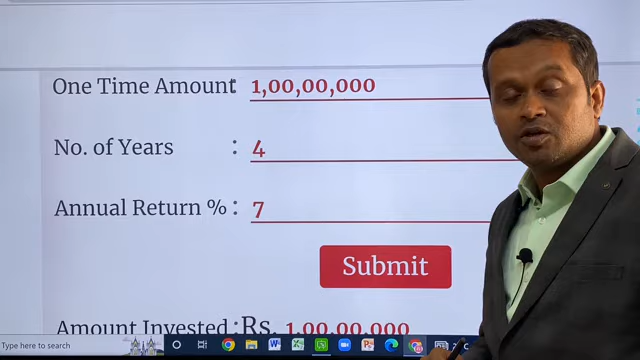 One Time Amount : 1,00,00,000
No. of Years : 4
Annual Return % : 7
Submit
Amount Invested : Rs. 1,00,00,000
Type here to search